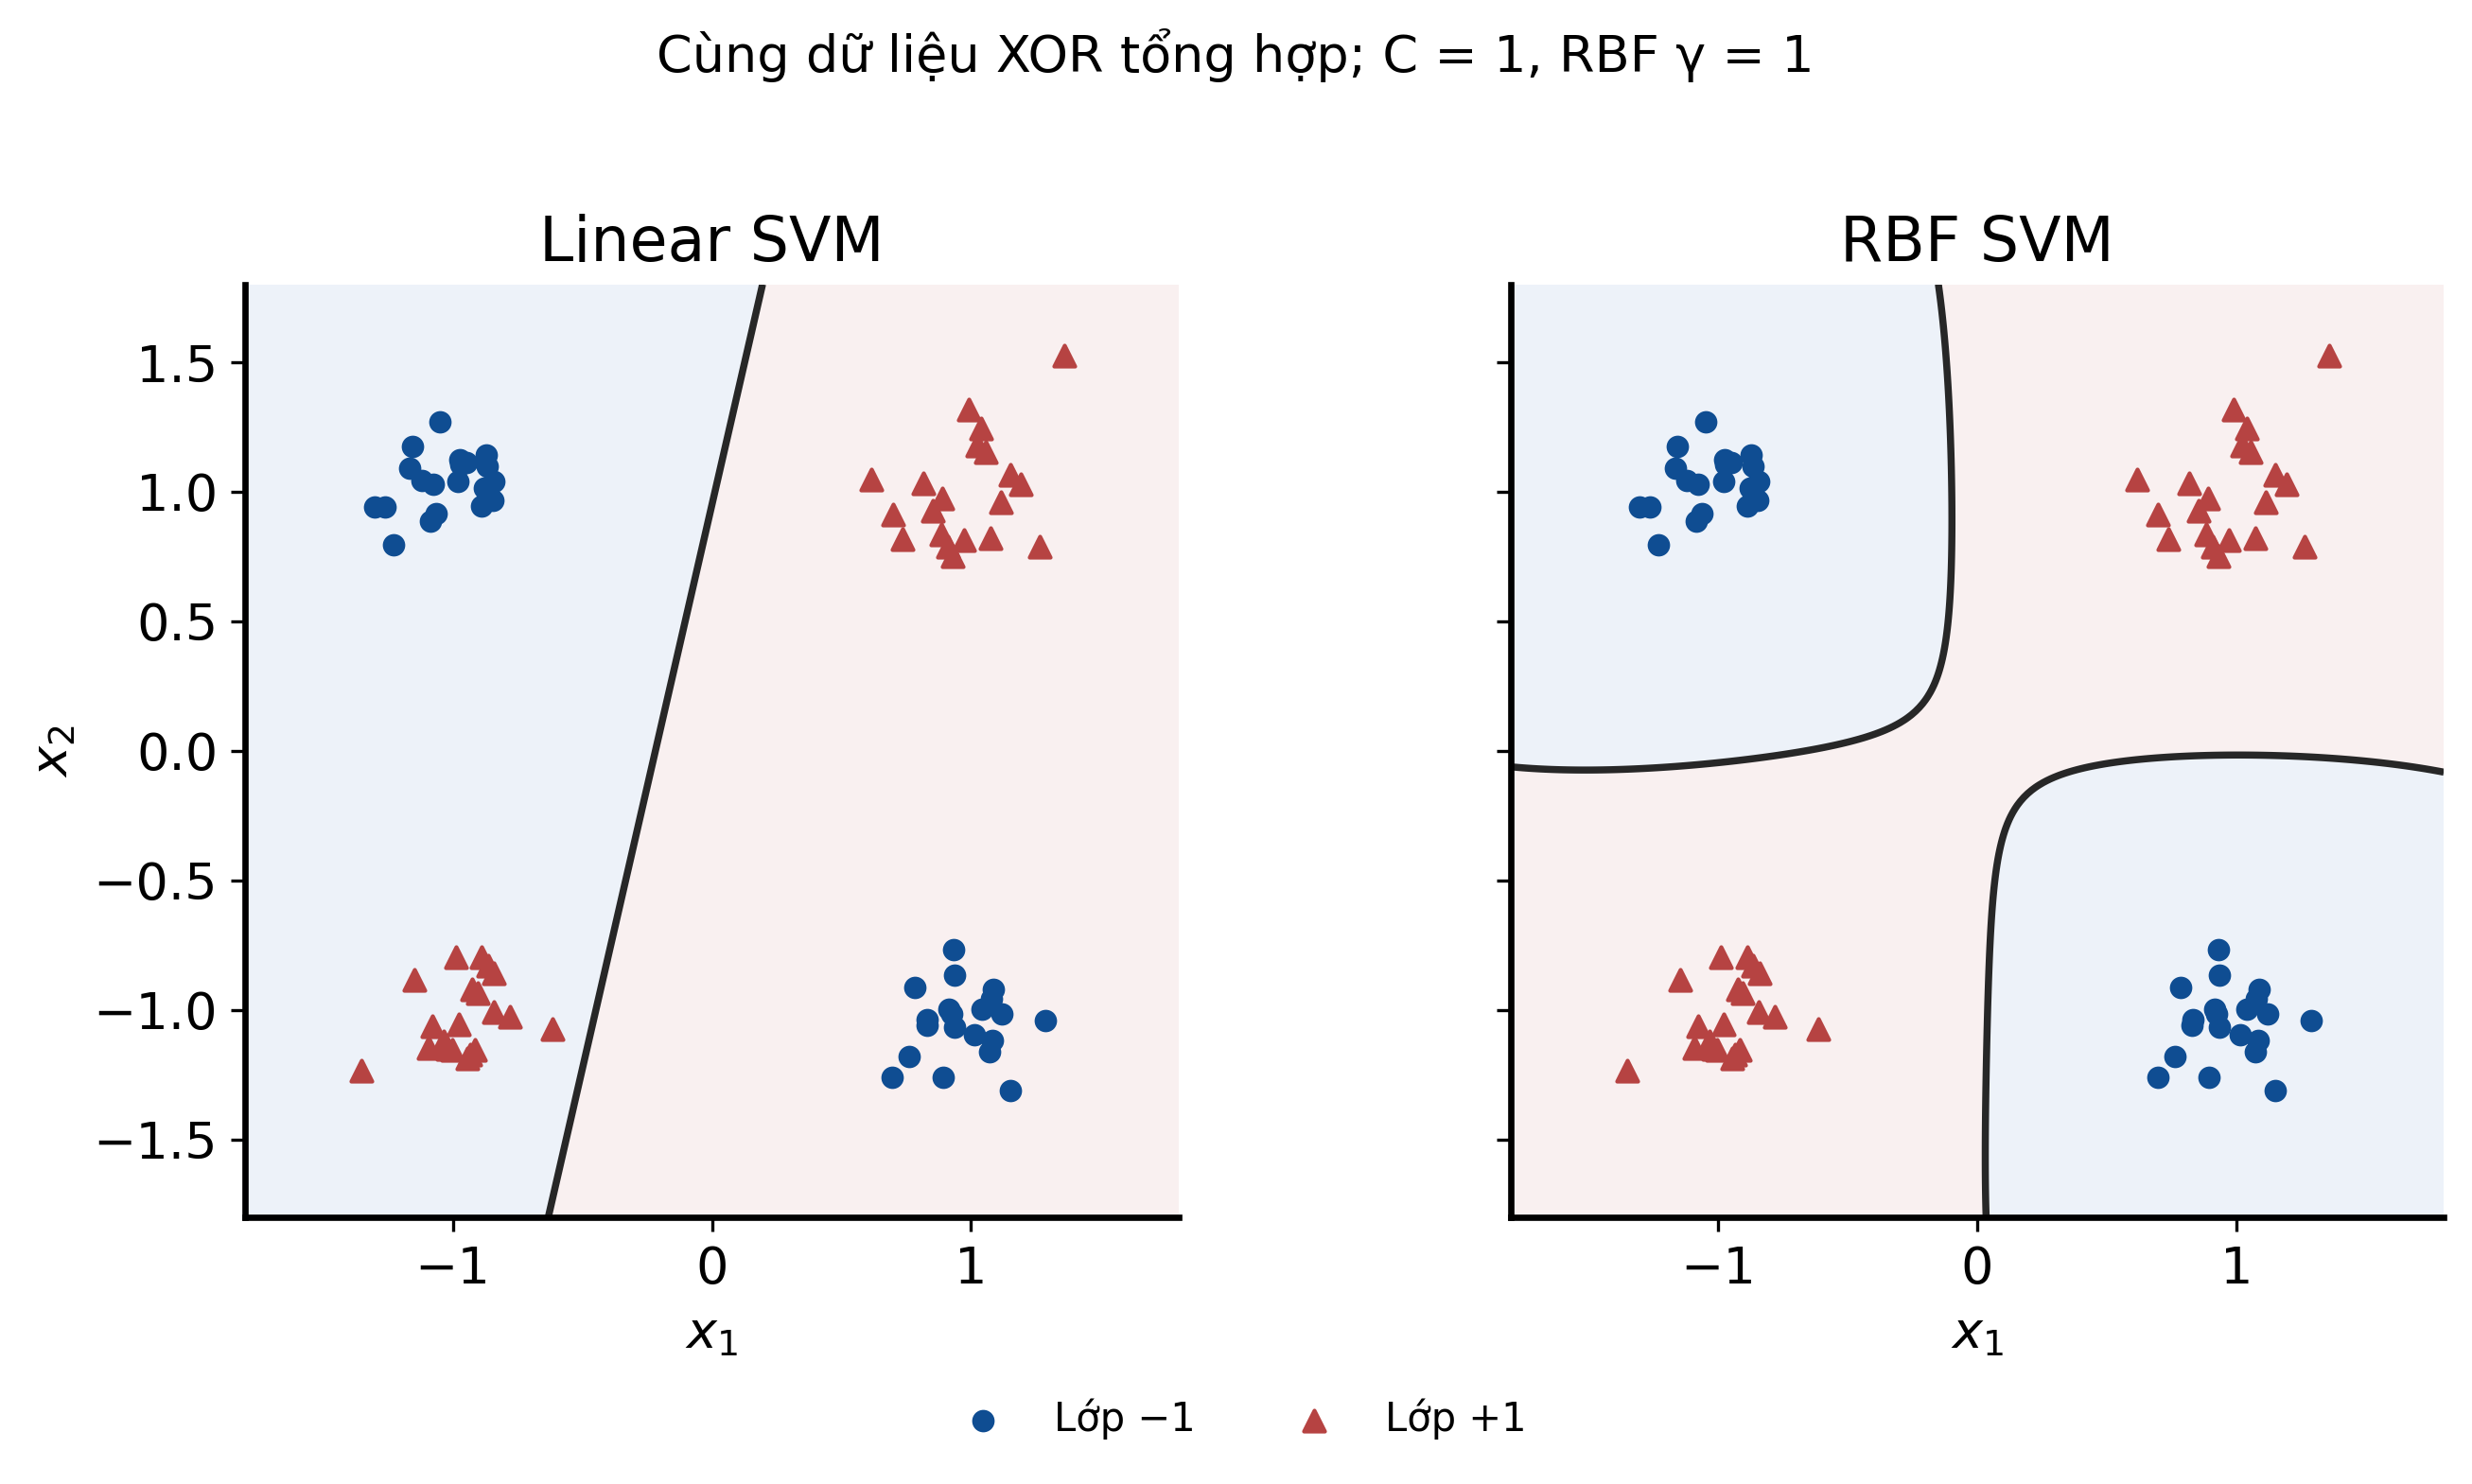 Cùng dữ liệu XOR tổng hợp; C = 1, RBF γ = 1
Linear SVM
RBF SVM
1.5
1.0
0.5
0.0
−0.5
−1.0
−1.5
x₂
−1 0 1
−1 0 1
x₁
x₁
Lớp −1 Lớp +1